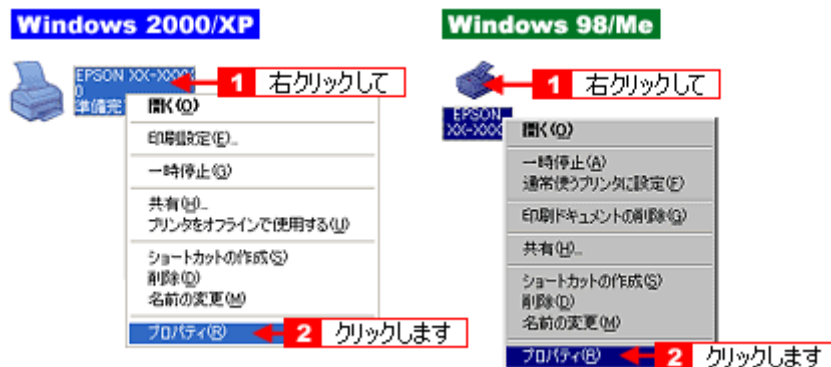 Windows 2000/XP
EPSON XX-XXXX
0
準備完
1 右クリックして
開く(O)
印刷設定(E)...
一時停止(G)
共有(H)...
プリンタをオフラインで使用する(U)
ショートカットの作成(S)
削除(D)
名前の変更(M)
プロパティ(R)
2 クリックします
Windows 98/Me
1 右クリックして
EPSON
XX-XXXX
開く(O)
一時停止(A)
通常使うプリンタに設定(F)
印刷ドキュメントの削除(G)
共有(H)...
ショートカットの作成(S)
削除(D)
名前の変更(M)
プロパティ(R)
2 クリックします